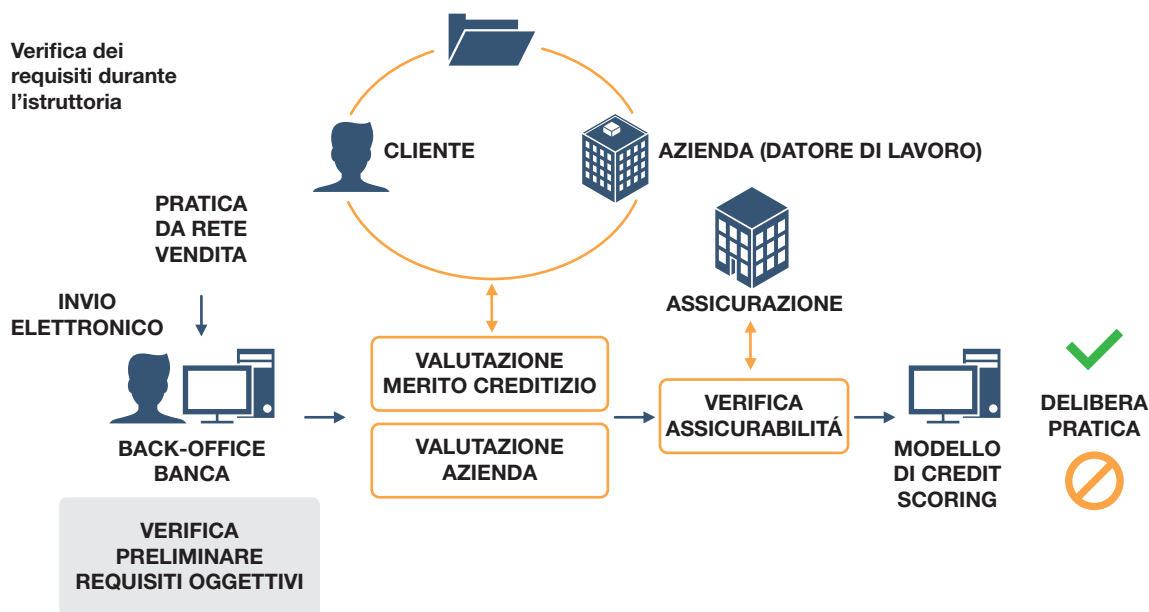 Verifica dei
requisiti durante
l'istruttoria
CLIENTE
AZIENDA (DATORE DI LAVORO)
PRATICA
DA RETE
VENDITA
INVIO
ELETTRONICO
ASSICURAZIONE
BACK-OFFICE
BANCA
VERIFICA
PRELIMINARE
REQUISITI OGGETTIVI
VALUTAZIONE
MERITO CREDITIZIO
VALUTAZIONE
AZIENDA
VERIFICA
ASSICURABILITÁ
MODELLO
DI CREDIT
SCORING
DELIBERA
PRATICA